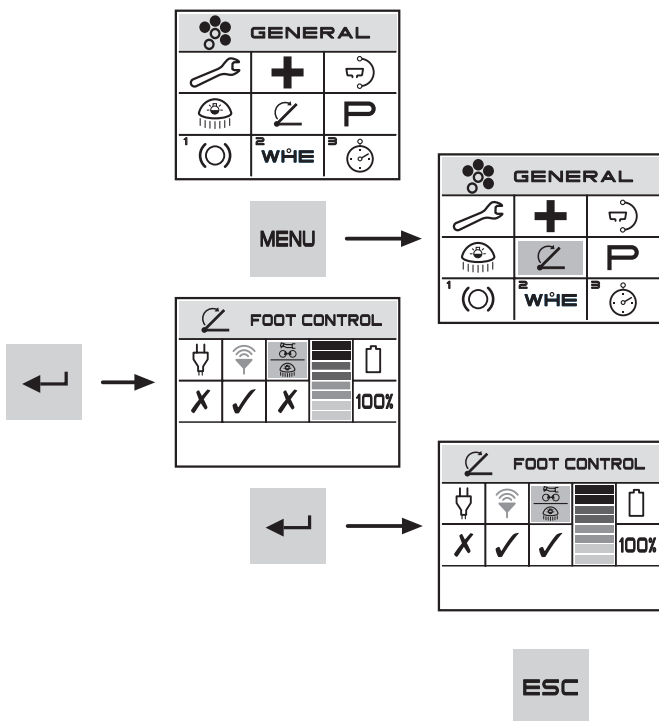 GENERAL
P
1 2 WHE 3
MENU
GENERAL
P
1 2 WHE 3
FOOT CONTROL
100%
FOOT CONTROL
100%
ESC